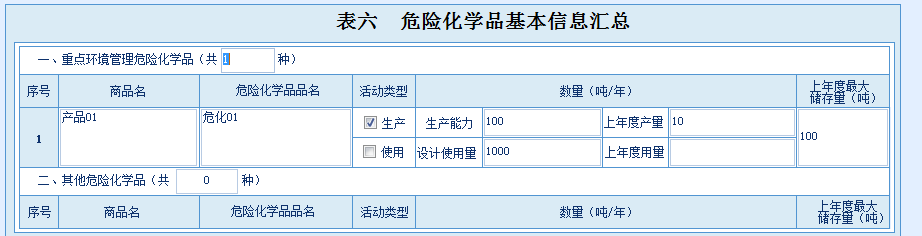 表六 危险化学品基本信息汇总
一、重点环境管理危险化学品（共 1 种）
序号 商品名 危险化学品品名 活动类型 数量（吨/年） 上年度最大储存量（吨）
1 产品01 危化01 生产 生产能力 100 上年度产量 10 100
使用 设计使用量 1000 上年度用量
二、其他危险化学品（共 0 种）
序号 商品名 危险化学品品名 活动类型 数量（吨/年） 上年度最大储存量（吨）